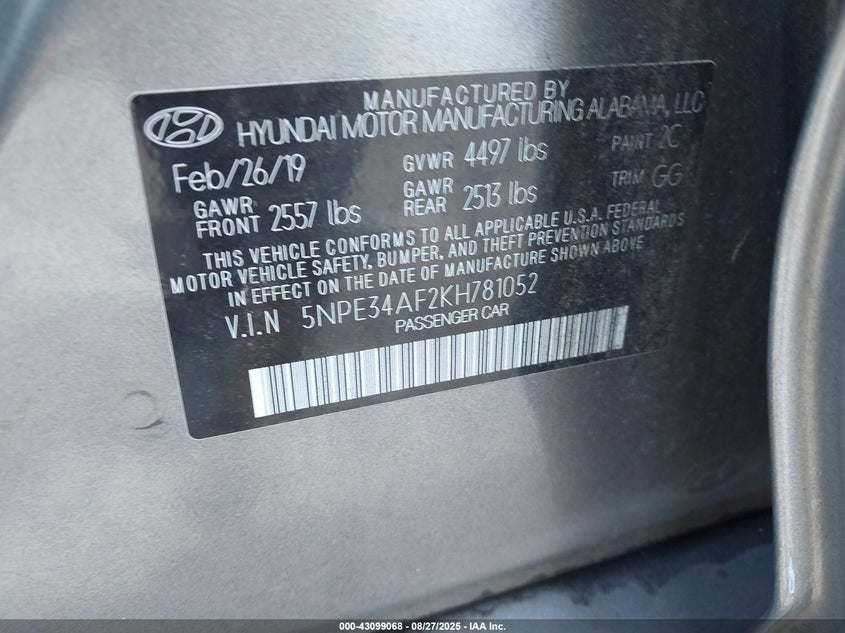 MANUFACTURED BY
HYUNDAI MOTOR MANUFACTURING ALABAMA, LLC
Feb/26/19 GVWR 4497 lbs PAINT 2C
GAWR FRONT 2557 lbs GAWR REAR 2513 lbs TRIM GG
THIS VEHICLE CONFORMS TO ALL APPLICABLE U.S.A. FEDERAL
MOTOR VEHICLE SAFETY, BUMPER, AND THEFT PREVENTION STANDARDS
IN EFFECT ON THE DATE OF MANUFACTURE SHOWN ABOVE
V.I.N 5NPE34AF2KH781052
PASSENGER CAR
000-43099068 - 08/27/2025 - IAA Inc.